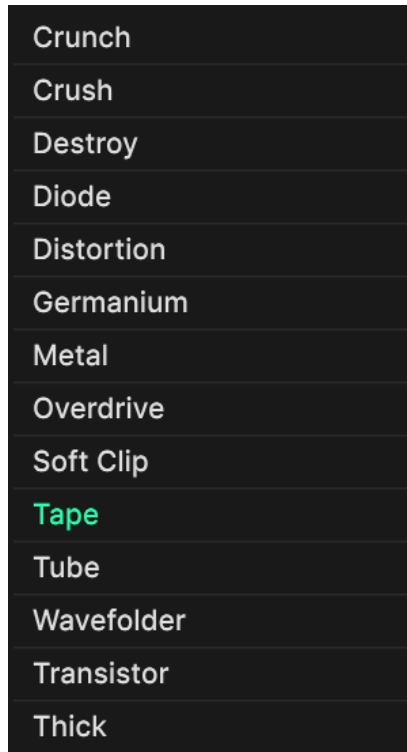 Crunch
Crush
Destroy
Diode
Distortion
Germanium
Metal
Overdrive
Soft Clip
Tape
Tube
Wavefolder
Transistor
Thick